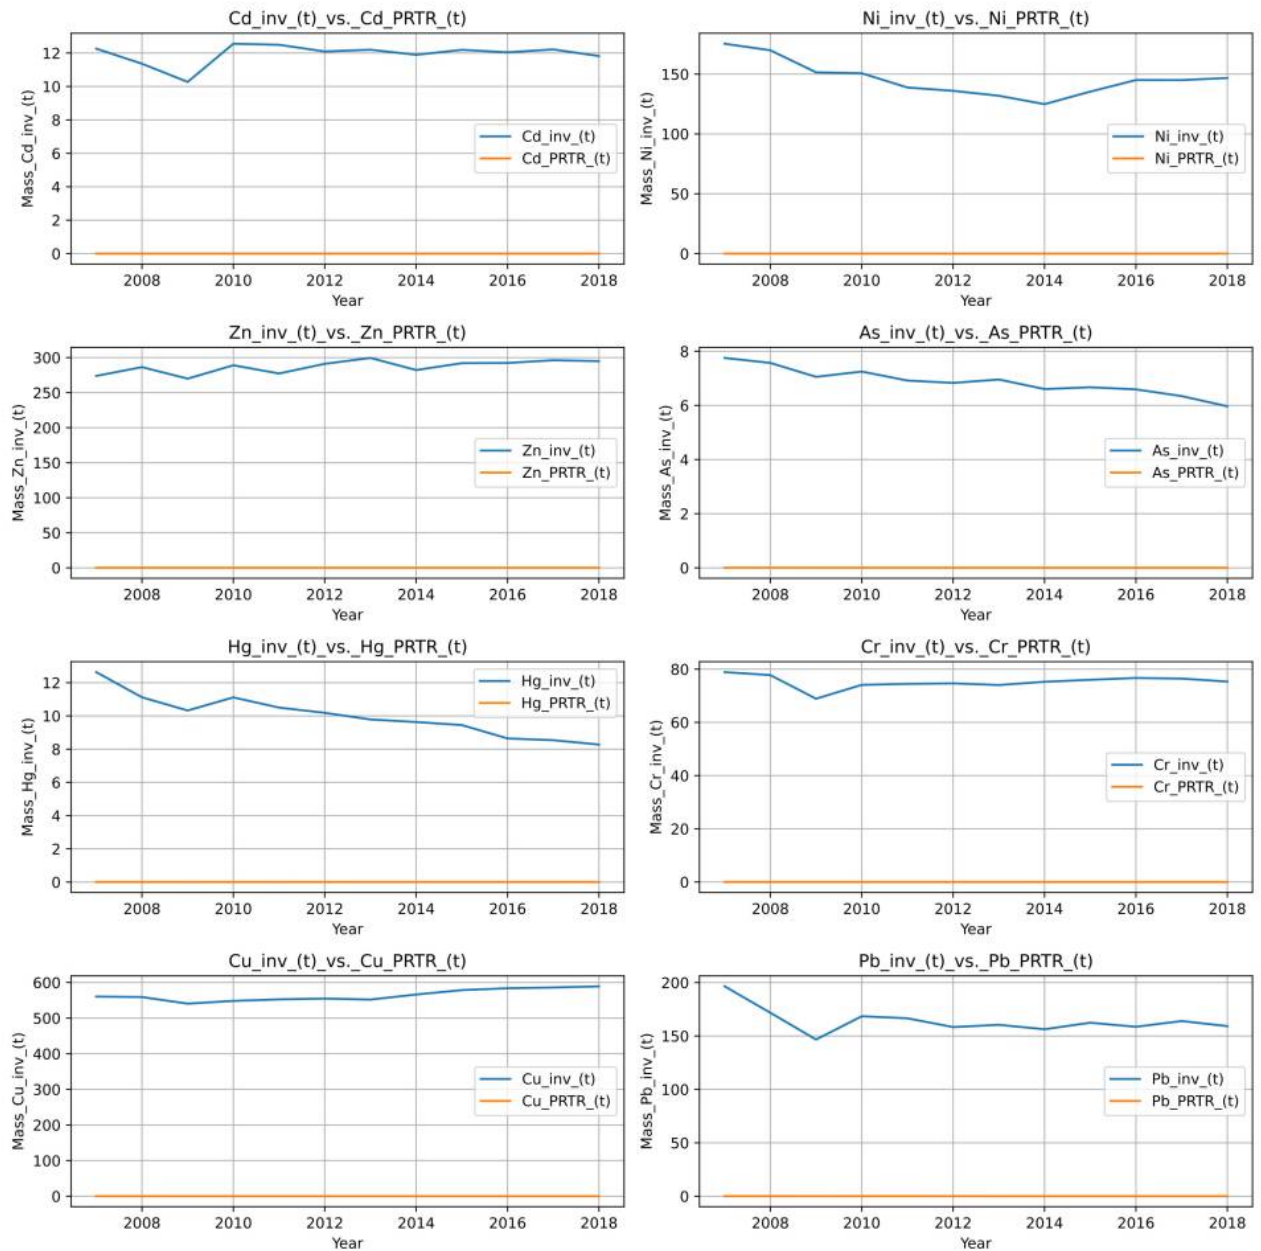 Cd_inv_(t)_vs._Cd_PRTR_(t)
Mass_Cd_inv_(t)
12
10
8
6
4
2
0
Cd_inv_(t)
Cd_PRTR_(t)
2008 2010 2012 2014 2016 2018
Year
Ni_inv_(t)_vs._Ni_PRTR_(t)
Mass_Ni_inv_(t)
150
100
50
0
Ni_inv_(t)
Ni_PRTR_(t)
2008 2010 2012 2014 2016 2018
Year
Zn_inv_(t)_vs._Zn_PRTR_(t)
Mass_Zn_inv_(t)
300
250
200
150
100
50
0
Zn_inv_(t)
Zn_PRTR_(t)
2008 2010 2012 2014 2016 2018
Year
As_inv_(t)_vs._As_PRTR_(t)
Mass_As_inv_(t)
8
6
4
2
0
As_inv_(t)
As_PRTR_(t)
2008 2010 2012 2014 2016 2018
Year
Hg_inv_(t)_vs._Hg_PRTR_(t)
Mass_Hg_inv_(t)
12
10
8
6
4
2
0
Hg_inv_(t)
Hg_PRTR_(t)
2008 2010 2012 2014 2016 2018
Year
Cr_inv_(t)_vs._Cr_PRTR_(t)
Mass_Cr_inv_(t)
80
60
40
20
0
Cr_inv_(t)
Cr_PRTR_(t)
2008 2010 2012 2014 2016 2018
Year
Cu_inv_(t)_vs._Cu_PRTR_(t)
Mass_Cu_inv_(t)
600
500
400
300
200
100
0
Cu_inv_(t)
Cu_PRTR_(t)
2008 2010 2012 2014 2016 2018
Year
Pb_inv_(t)_vs._Pb_PRTR_(t)
Mass_Pb_inv_(t)
200
150
100
50
0
Pb_inv_(t)
Pb_PRTR_(t)
2008 2010 2012 2014 2016 2018
Year